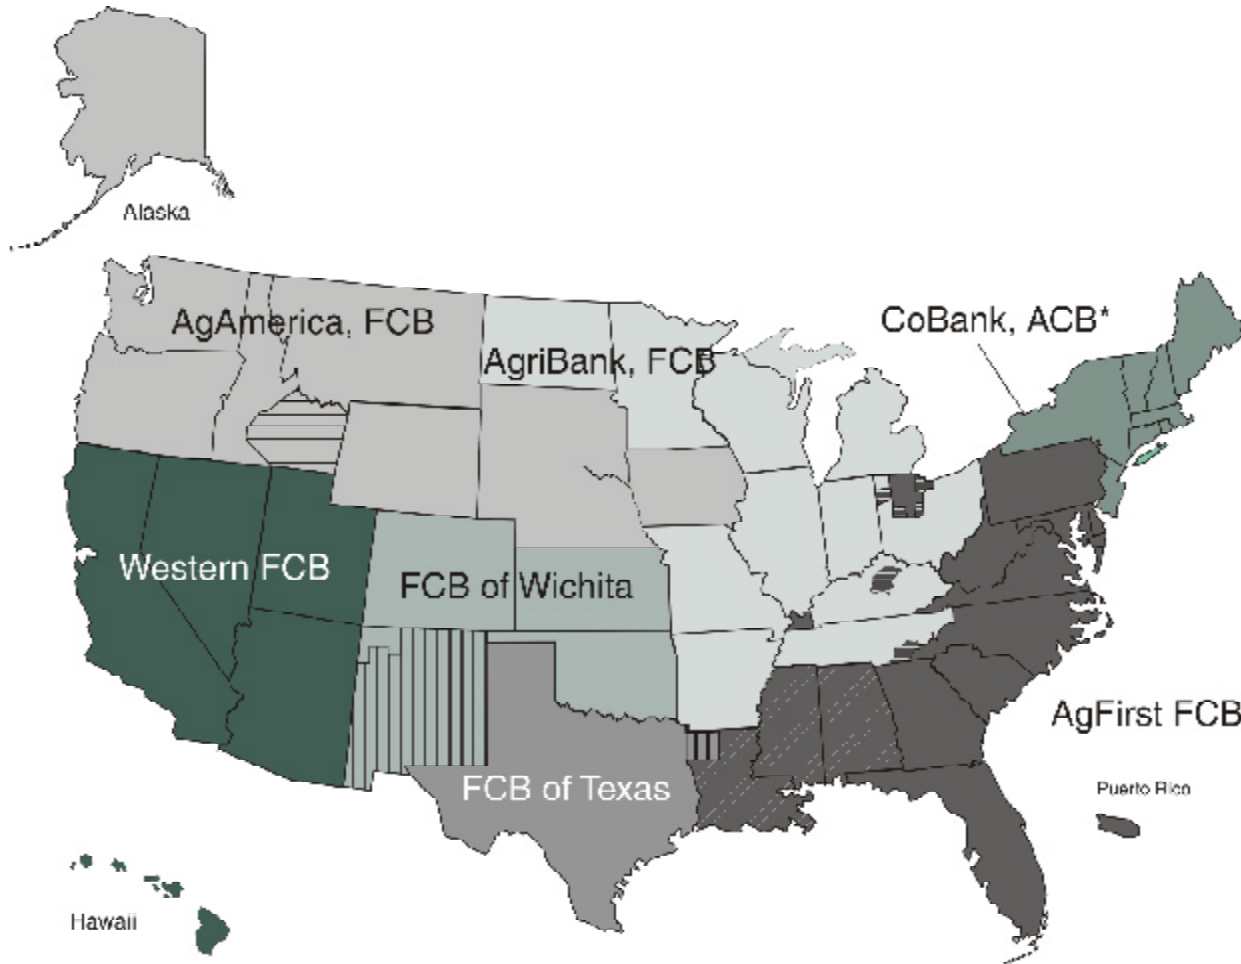 Alaska
AgAmerica, FCB
CoBank, ACB*
AgriBank, FCB
Western FCB
FCB of Wichita
AgFirst FCB
FCB of Texas
Puerto Rico
Hawaii